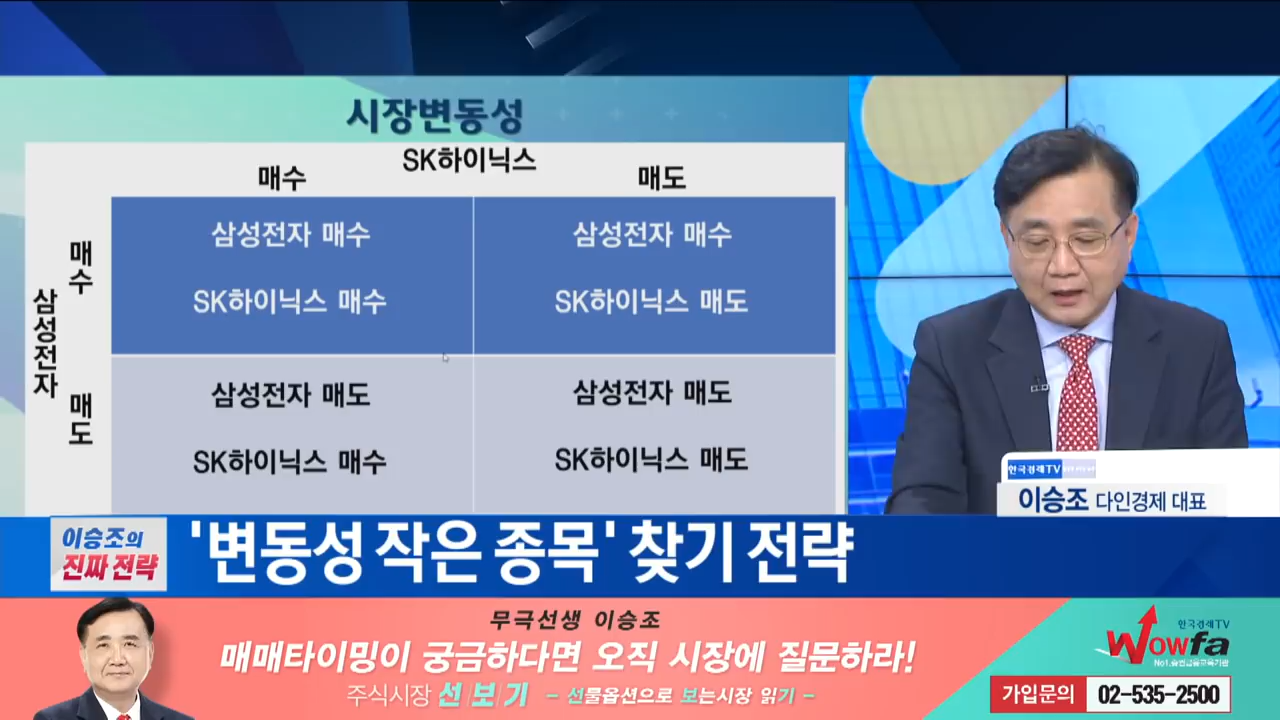 시장변동성
SK하이닉스
매수
매도
삼성전자
매수
삼성전자 매수
SK하이닉스 매수
삼성전자 매수
SK하이닉스 매도
매도
삼성전자 매도
SK하이닉스 매수
삼성전자 매도
SK하이닉스 매도
한국경제TV
이승조 다인경제 대표
이승조의
진짜 전략
'변동성 작은 종목' 찾기 전략
무극선생 이승조
매매타이밍이 궁금하다면 오직 시장에 질문하라!
주식시장 선보기 - 선물옵션으로 보는시장 읽기 -
한국경제TV
Wowfa
No1.증권금융교육기관
가입문의 02-535-2500